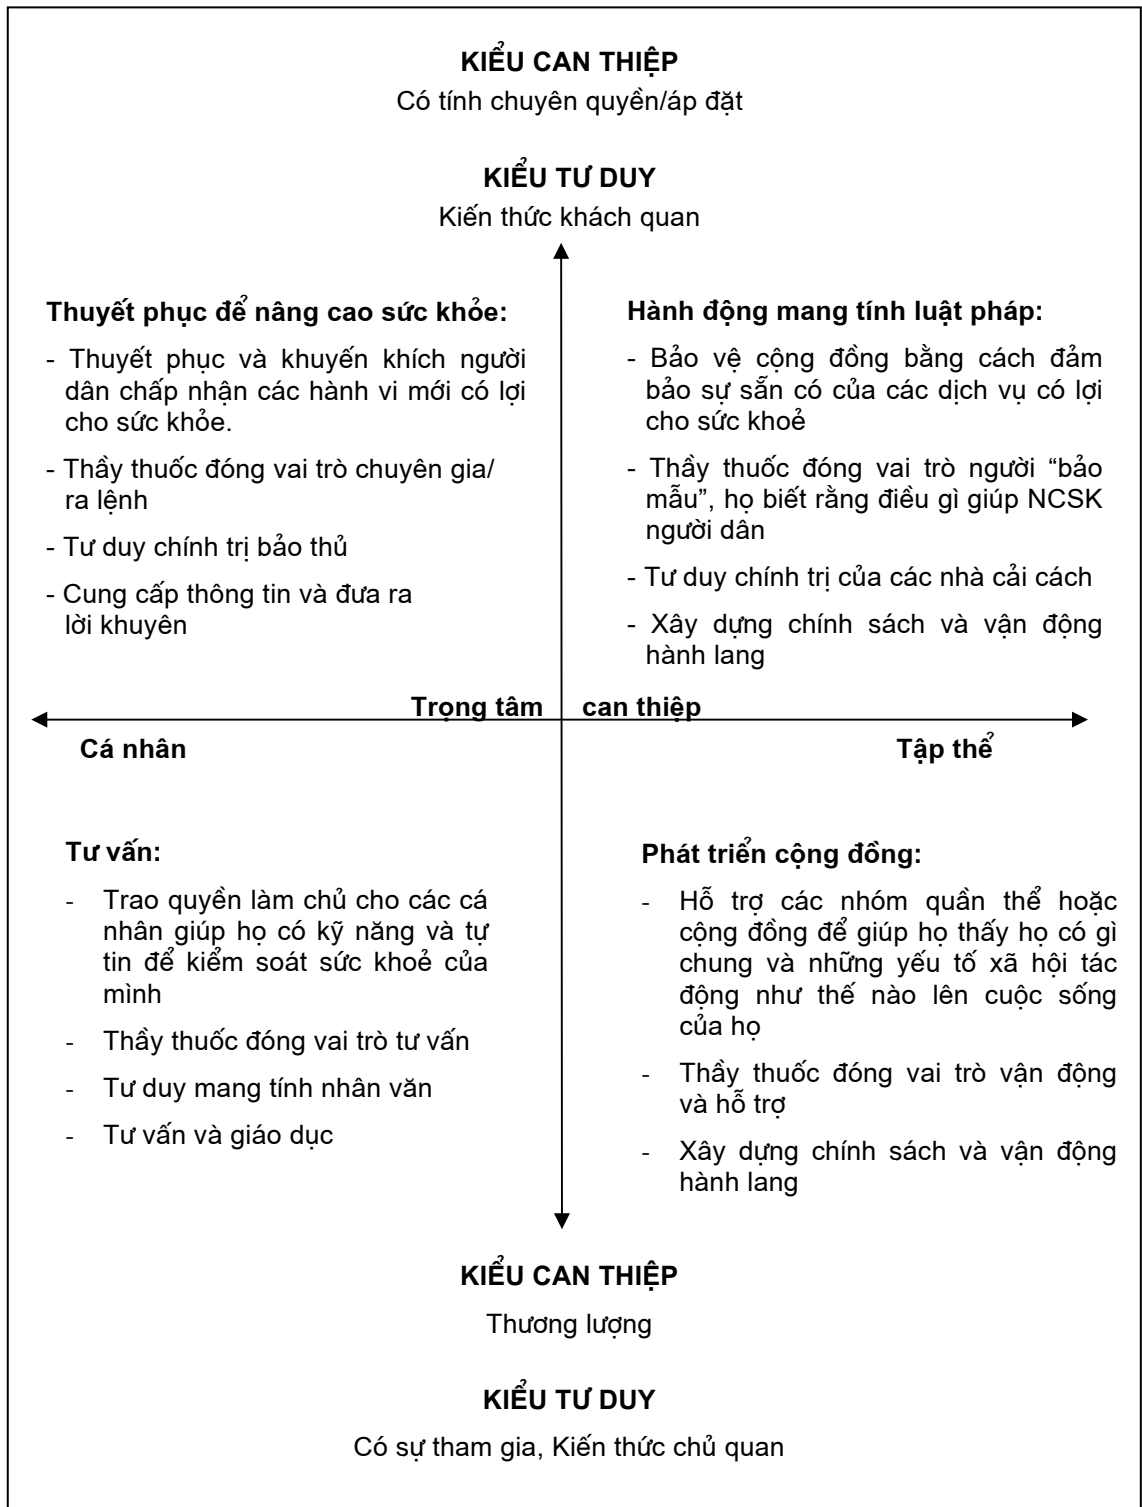 KIỂU CAN THIỆP
Có tính chuyên quyền/áp đặt
KIỂU TƯ DUY
Kiến thức khách quan
Thuyết phục để nâng cao sức khỏe:
- Thuyết phục và khuyến khích người
dân chấp nhận các hành vi mới có lợi
cho sức khỏe.
- Thầy thuốc đóng vai trò chuyên gia/
ra lệnh
- Tư duy chính trị bảo thủ
- Cung cấp thông tin và đưa ra
lời khuyên
Hành động mang tính luật pháp:
- Bảo vệ cộng đồng bằng cách đảm
bảo sự sẵn có của các dịch vụ có lợi
cho sức khoẻ
- Thầy thuốc đóng vai trò người “bảo
mẫu”, họ biết rằng điều gì giúp NCSK
người dân
- Tư duy chính trị của các nhà cải cách
- Xây dựng chính sách và vận động
hành lang
Trọng tâm can thiệp
Cá nhân
Tập thể
Tư vấn:
- Trao quyền làm chủ cho các cá
nhân giúp họ có kỹ năng và tự
tin để kiểm soát sức khoẻ của
mình
- Thầy thuốc đóng vai trò tư vấn
- Tư duy mang tính nhân văn
- Tư vấn và giáo dục
Phát triển cộng đồng:
- Hỗ trợ các nhóm quần thể hoặc
cộng đồng để giúp họ thấy họ có gì
chung và những yếu tố xã hội tác
động như thế nào lên cuộc sống
của họ
- Thầy thuốc đóng vai trò vận động
và hỗ trợ
- Xây dựng chính sách và vận động
hành lang
KIỂU CAN THIỆP
Thương lượng
KIỂU TƯ DUY
Có sự tham gia, Kiến thức chủ quan